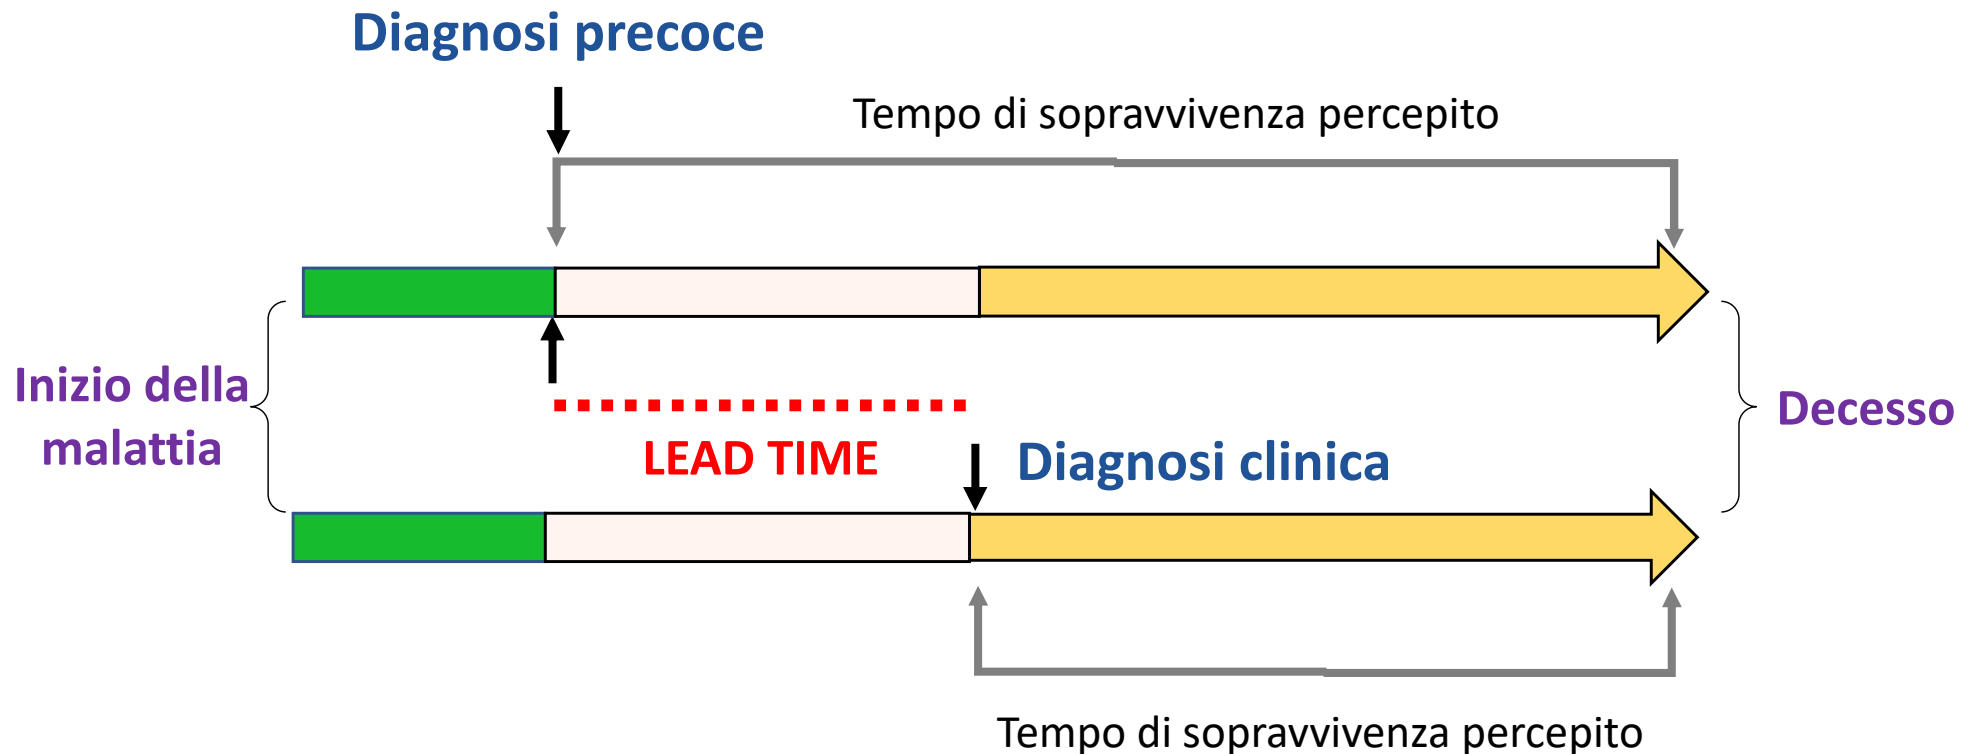 Diagnosi precoce
Tempo di sopravvivenza percepito
Inizio della
malattia
LEAD TIME
Diagnosi clinica
Decesso
Tempo di sopravvivenza percepito